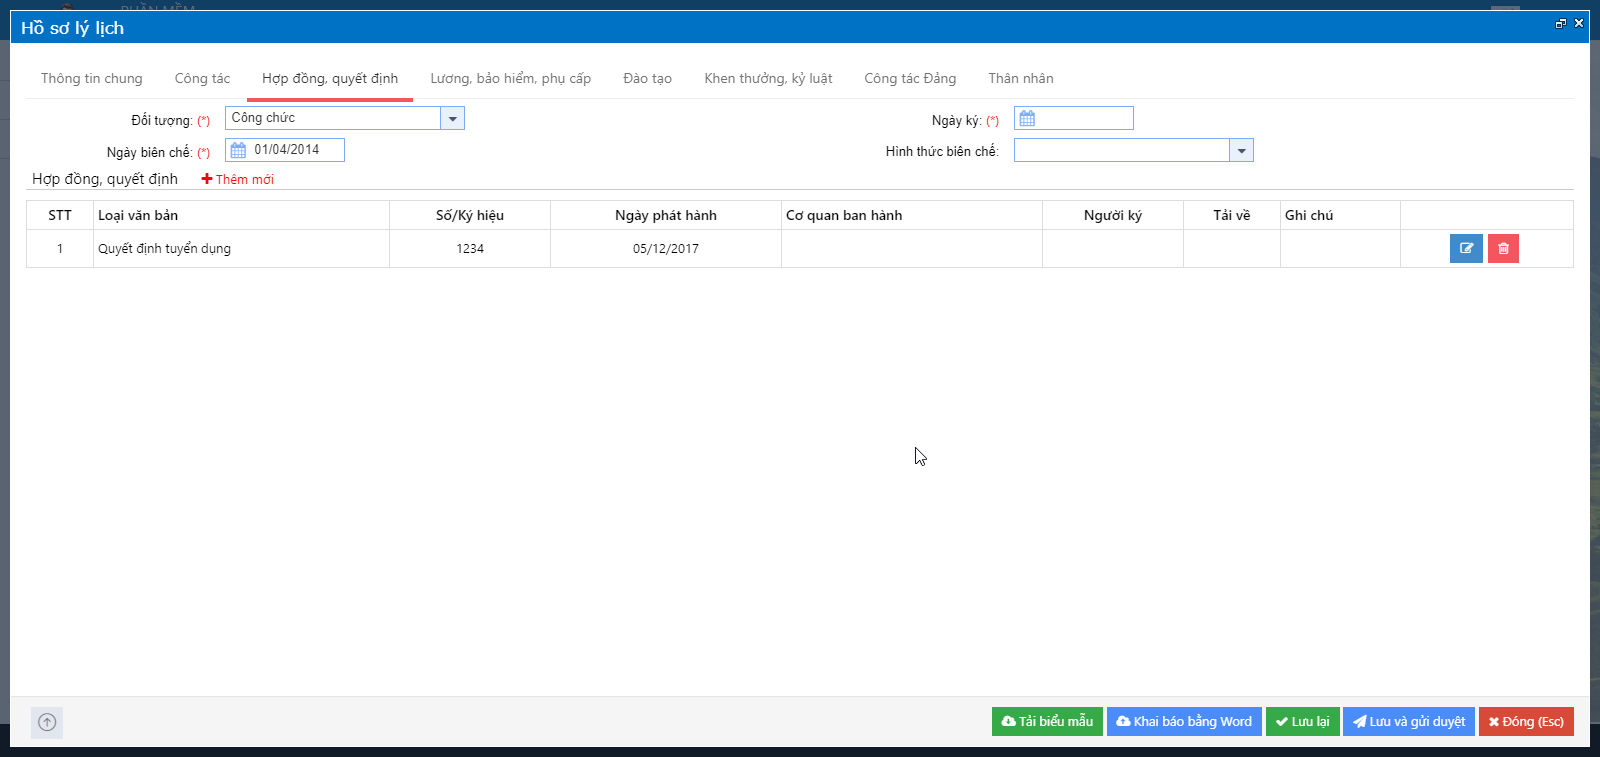 PHẦN MỀM
Hồ sơ lý lịch
Thông tin chung Công tác Hợp đồng, quyết định Lương, bảo hiểm, phụ cấp Đào tạo Khen thưởng, kỷ luật Công tác Đảng Thân nhân
Đối tượng: (*) Công chức Ngày ký: (*)
Ngày biên chế: (*) 01/04/2014 Hình thức biên chế:
Hợp đồng, quyết định Thêm mới
STT Loại văn bản Số/Ký hiệu Ngày phát hành Cơ quan ban hành Người ký Tải về Ghi chú
1 Quyết định tuyển dụng 1234 05/12/2017
Tải biểu mẫu Khai báo bằng Word Lưu lại Lưu và gửi duyệt Đóng (Esc)